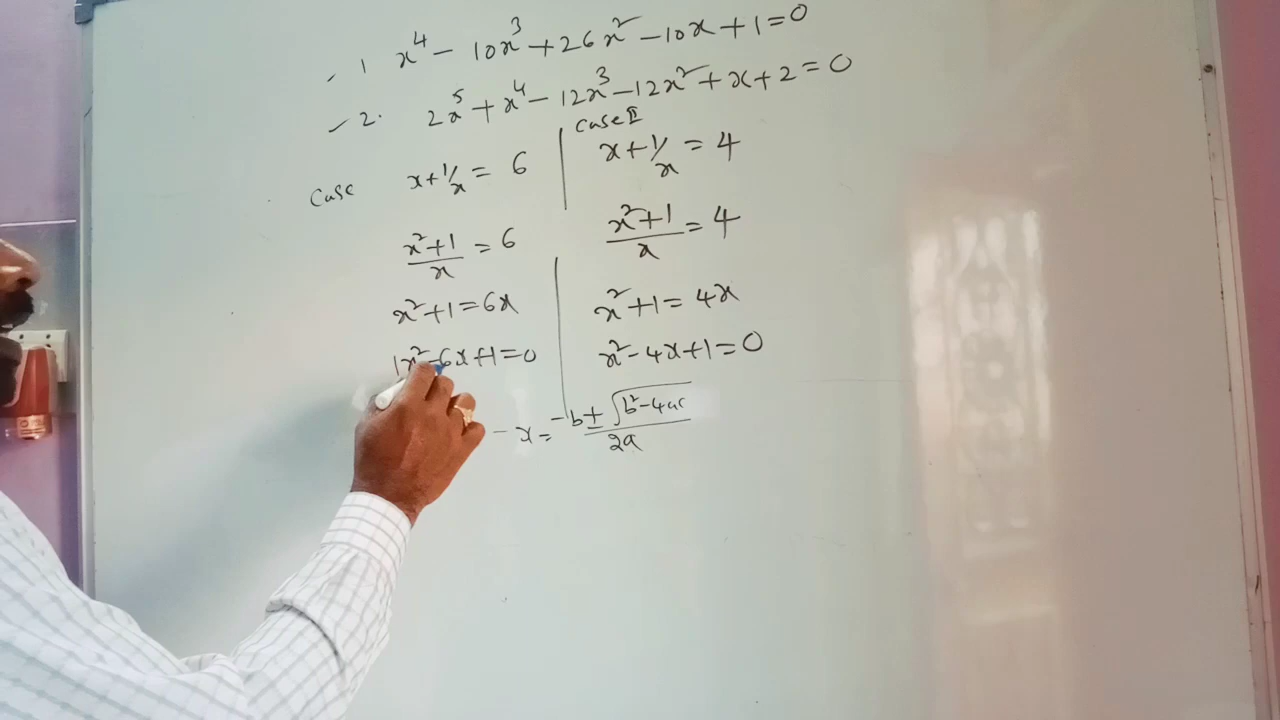 1 x⁴ - 10x³ + 26x² - 10x + 1 = 0
2. 2x⁵ + x⁴ - 12x³ - 12x² + x + 2 = 0
Case II
Case x + 1/x = 6
x + 1/x = 4
x² + 1 / x = 6
x² + 1 / x = 4
x² + 1 = 6x
x² + 1 = 4x
1x² - 6x + 1 = 0
x² - 4x + 1 = 0
x = -b ± √b² - 4ac / 2a